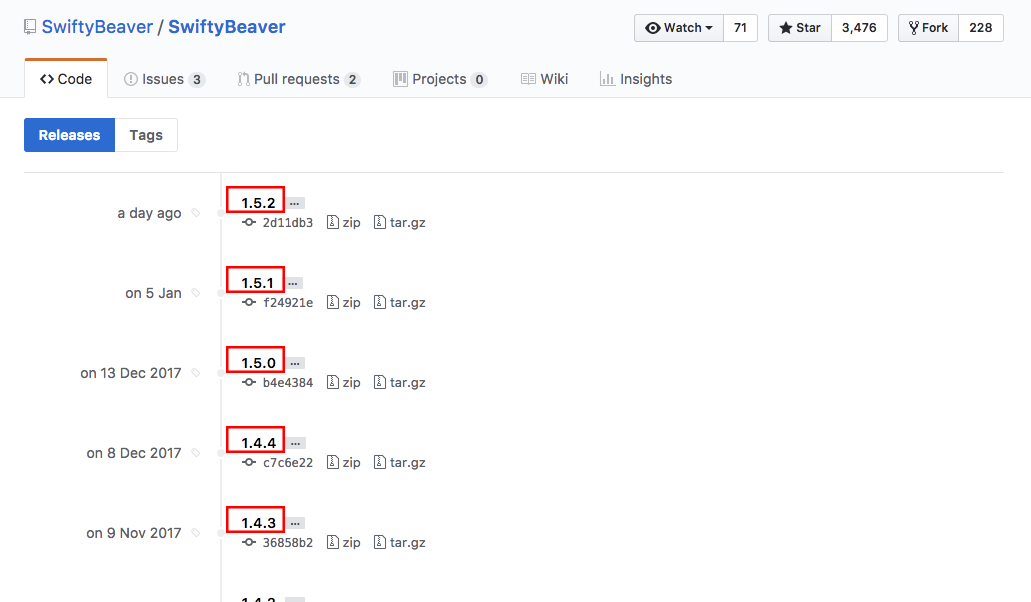 SwiftyBeaver / SwiftyBeaver
Watch 71 Star 3,476 Fork 228
Code Issues 3 Pull requests 2 Projects 0 Wiki Insights
Releases Tags
a day ago 1.5.2 ...
2d11db3 zip tar.gz
on 5 Jan 1.5.1 ...
f24921e zip tar.gz
on 13 Dec 2017 1.5.0 ...
b4e4384 zip tar.gz
on 8 Dec 2017 1.4.4 ...
c7c6e22 zip tar.gz
on 9 Nov 2017 1.4.3 ...
36858b2 zip tar.gz